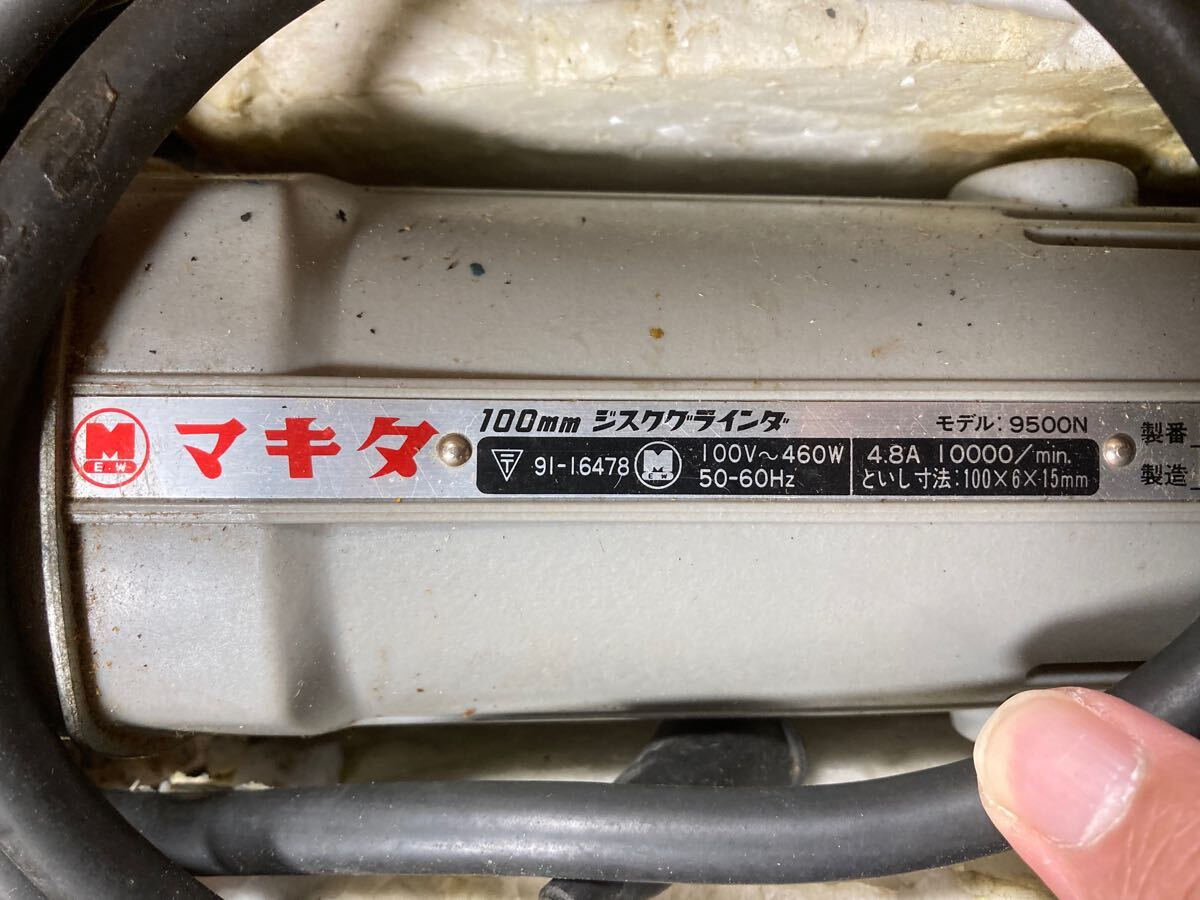 M
E W
マキタ
100mm ジスクグラインダ
モデル: 9500N
〒 91-16478
M
E W
100V～460W
50-60Hz
4.8A 10000/min.
といし寸法:100×6×15mm
製番
製造